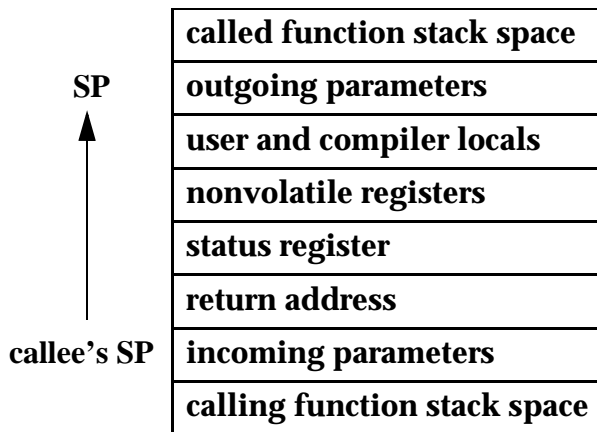 called function stack space
SP outgoing parameters
user and compiler locals
nonvolatile registers
status register
return address
callee's SP incoming parameters
calling function stack space